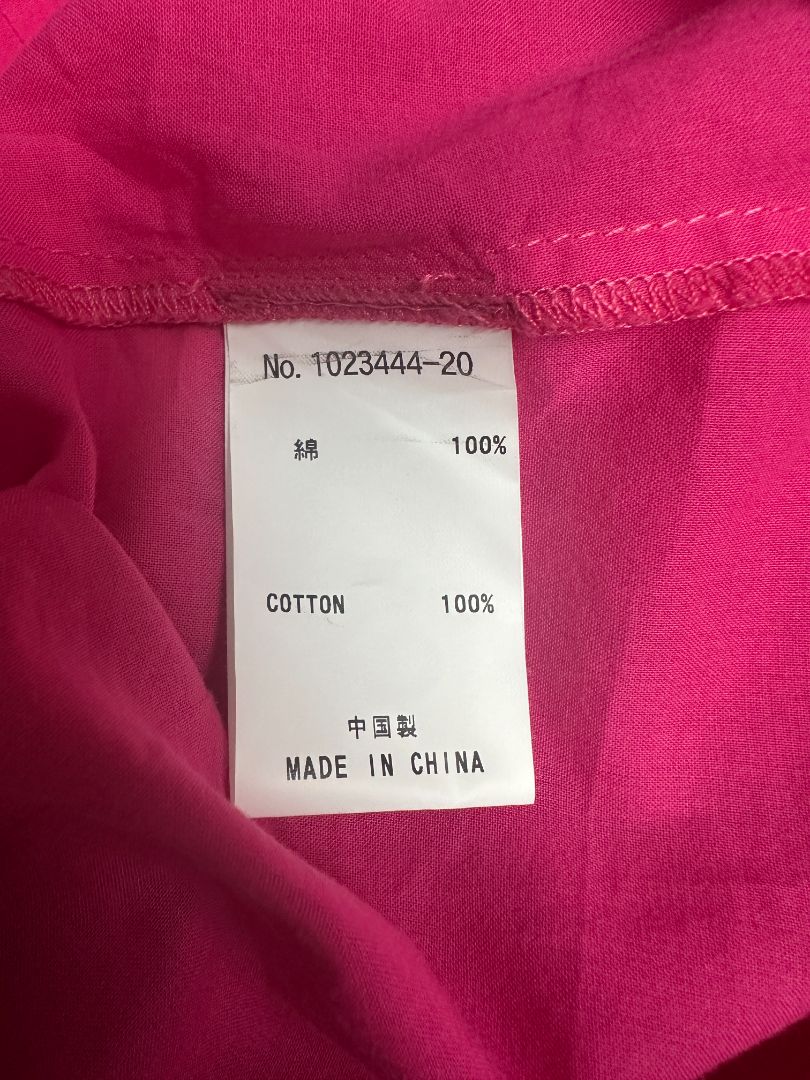 No. 1023444-20
綿 100%
COTTON 100%
中国製
MADE IN CHINA